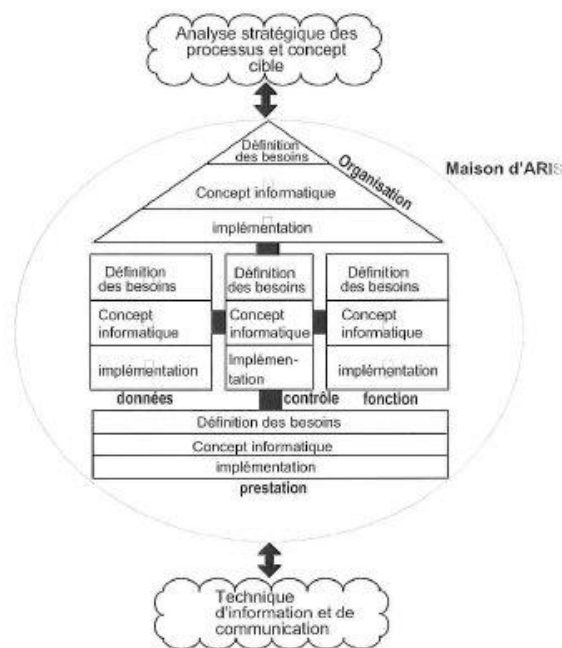 Analyse stratégique des
processus et concept
cible
Maison d'ARIS
Définition
des besoins
Organisation
Concept informatique
implémentation
Définition
des besoins
Concept
informatique
implémentation
données
Définition
des besoins
Concept
informatique
Implémen-
tation
contrôle
Définition
des besoins
Concept
informatique
implémentation
fonction
Définition des besoins
Concept informatique
implémentation
prestation
Technique
d'information et de
communication